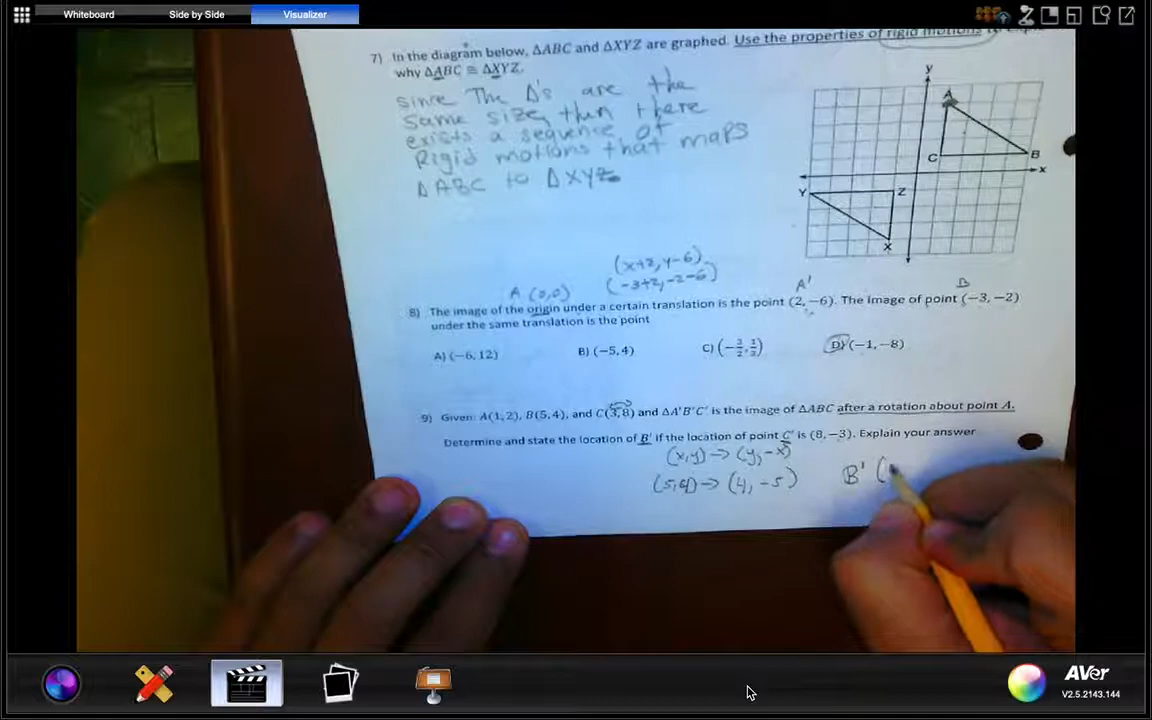 Whiteboard
Side by Side
Visualizer
7) In the diagram below, ΔABC and ΔXYZ are graphed. Use the properties of rigid motions to
why ΔABC ≅ ΔXYZ.
since The Δ's are the
same size, then there
exists a sequence of
Rigid motions that maps
ΔABC to ΔXYZ
y
A
C
B
x
Y
Z
X
(x+2, y-6)
(-3+2, -2-6)
A (0,0)
A'
B
8) The image of the origin under a certain translation is the point (2, −6). The image of point (−3, −2)
under the same translation is the point
A) (−6, 12)
B) (−5, 4)
D) (−1, −8)
9) Given: A(1, 2), B(5, 4), and C(3, 8) and ΔA'B'C' is the image of ΔABC after a rotation about point A.
Determine and state the location of B' if the location of point C' is (8, −3). Explain your answer
(x,y) → (y, -x)
(5,4) → (4, -5)
B' (
AVer
V2.5.2143.144